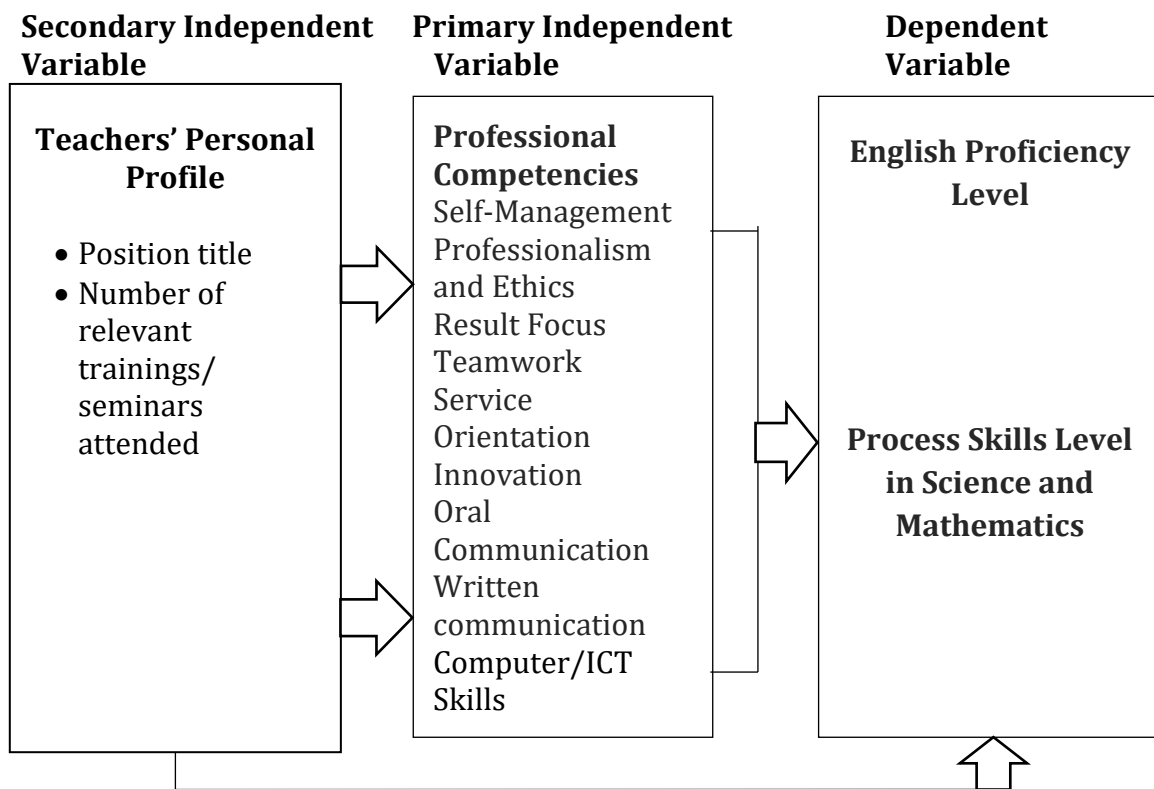 Secondary Independent
Variable
Primary Independent
Variable
Dependent
Variable
Teachers’ Personal
Profile
• Position title
• Number of
relevant
trainings/
seminars
attended
Professional
Competencies
Self-Management
Professionalism
and Ethics
Result Focus
Teamwork
Service
Orientation
Innovation
Oral
Communication
Written
communication
Computer/ICT
Skills
English Proficiency
Level
Process Skills Level
in Science and
Mathematics